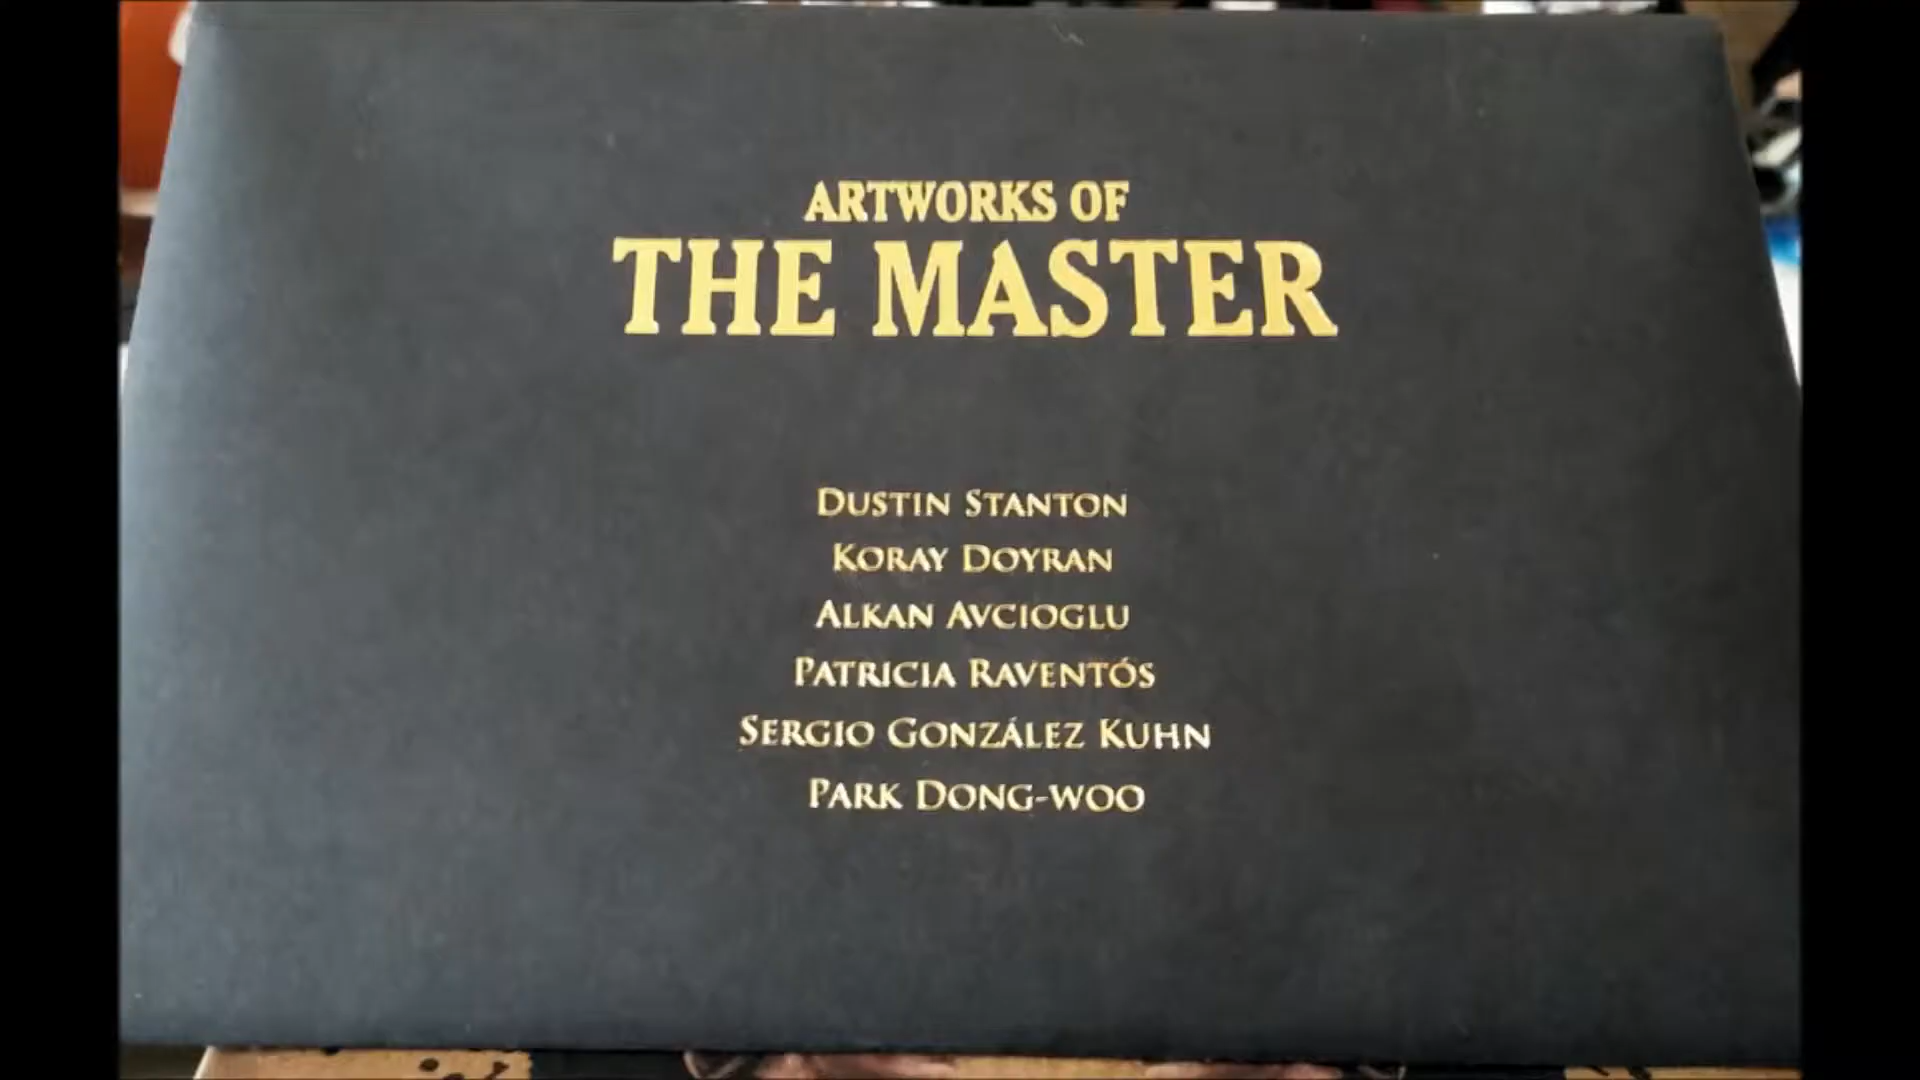 ARTWORKS OF
THE MASTER
DUSTIN STANTON
KORAY DOYRAN
ALKAN AVCIOGLU
PATRICIA RAVENTÓS
SERGIO GONZÁLEZ KUHN
PARK DONG-WOO